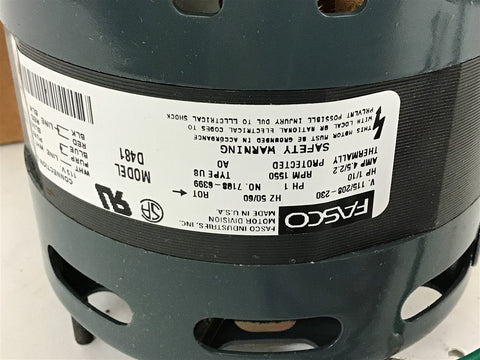 FASCO
FASCO INDUSTRIES, INC.
MOTOR DIVISION
MADE IN U.S.A.
V. 115/208-230
HP 1/10
AMP 4.5/2.2
THERMALLY
HZ 50/60
PH 1
RPM 1550
PROTECTED
ROT
NO. 7108-6399
TYPE U8
AO
SAFETY WARNING
THIS MOTOR MUST BE GROUNDED IN ACCORDANCE
WITH LOCAL OR NATIONAL ELECTRICAL CODES TO
PREVENT POSSIBLE INJURY DUE TO ELECTRICAL SHOCK
MODEL
D481
115V
WHT
BLUE
RED
BLK
LINE